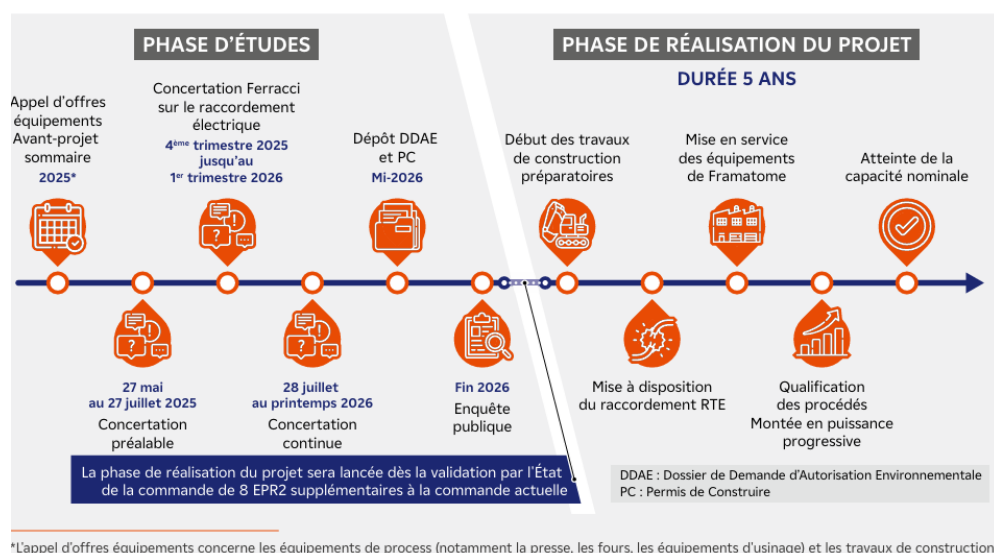 PHASE D'ÉTUDES
Appel d'offres
équipements
Avant-projet
sommaire
2025*
Concertation Ferracci
sur le raccordement
électrique
4ème trimestre 2025
jusqu'au
1er trimestre 2026
Dépôt DDAE
et PC
Mi-2026
27 mai
au 27 juillet 2025
Concertation
préalable
28 juillet
au printemps 2026
Concertation
continue
Fin 2026
Enquête
publique
La phase de réalisation du projet sera lancée dès la validation par l'État
de la commande de 8 EPR2 supplémentaires à la commande actuelle
PHASE DE RÉALISATION DU PROJET
DURÉE 5 ANS
Début des travaux
de construction
préparatoires
Mise en service
des équipements
de Framatome
Atteinte de la
capacité nominale
Mise à disposition
du raccordement RTE
Qualification
des procédés
Montée en puissance
progressive
DDAE : Dossier de Demande d'Autorisation Environnementale
PC : Permis de Construire
*L'appel d'offres équipements concerne les équipements de process (notamment la presse, les fours, les équipements d'usinage) et les travaux de construction